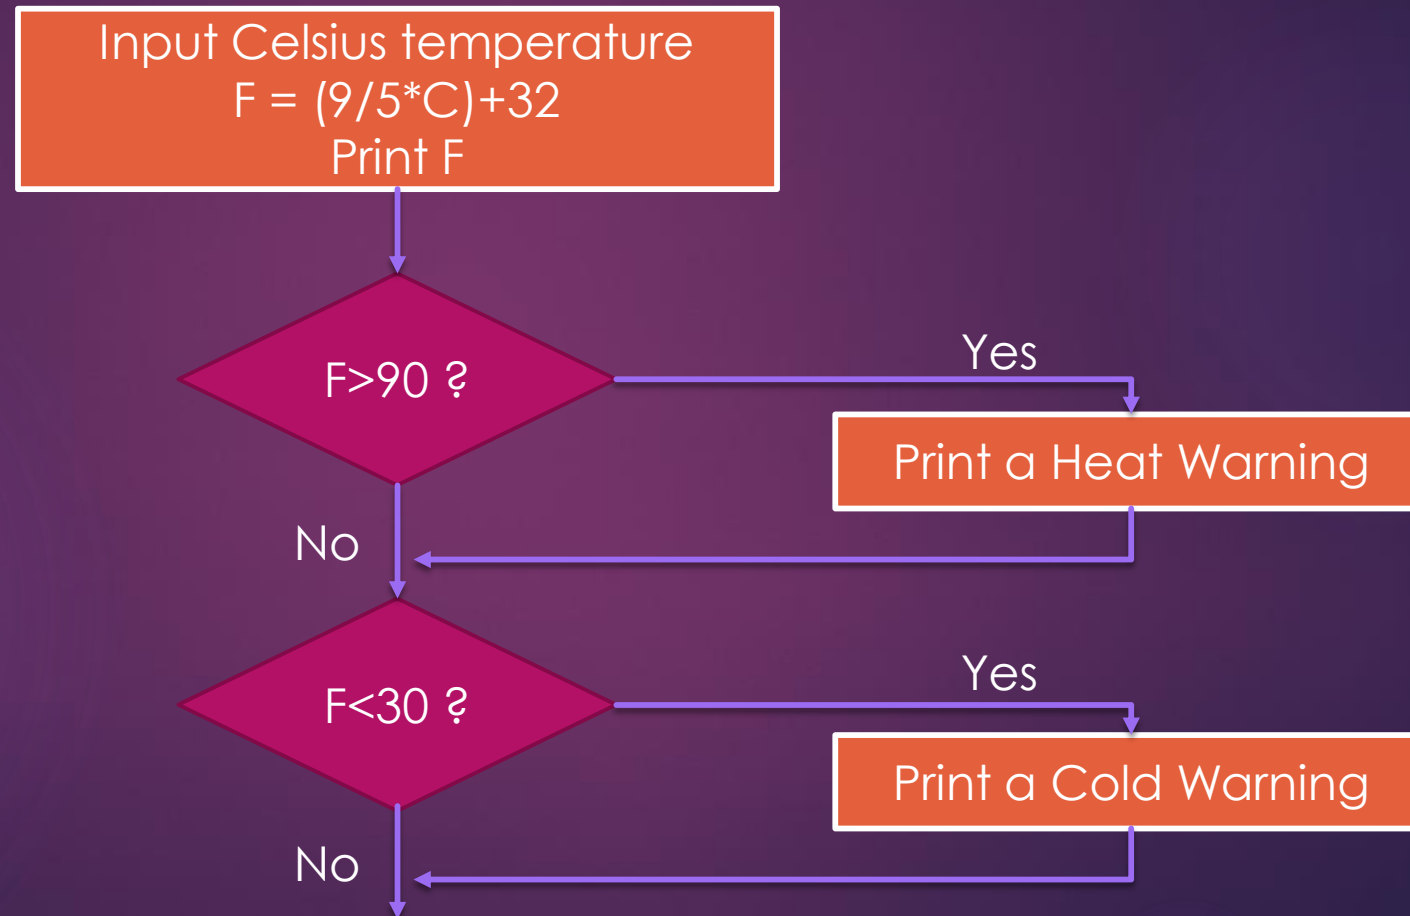 Input Celsius temperature
F = (9/5*C)+32
Print F
F>90 ?
Yes
Print a Heat Warning
No
F<30 ?
Yes
Print a Cold Warning
No